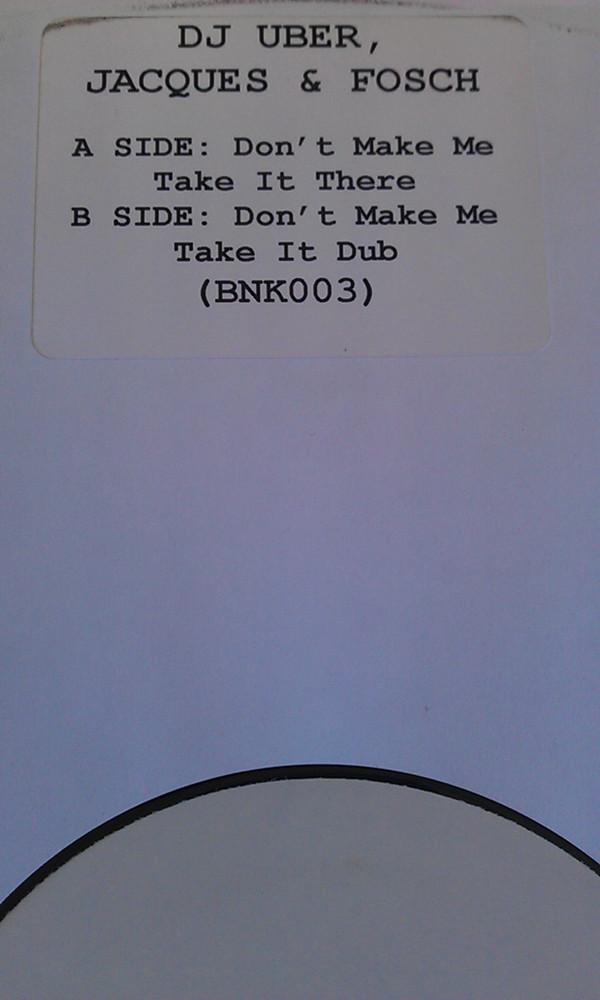 DJ UBER,
JACQUES & FOSCH
A SIDE: Don't Make Me
Take It There
B SIDE: Don't Make Me
Take It Dub
(BNK003)